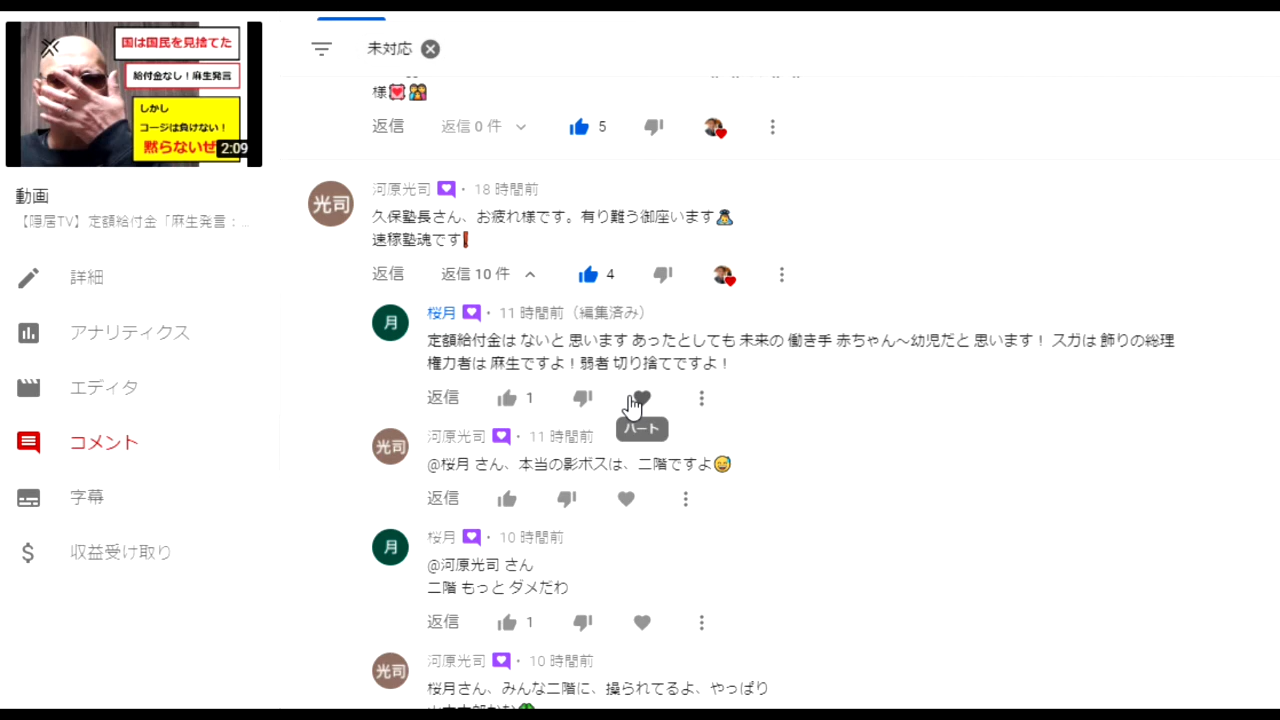 国は国民を見捨てた
給付金なし！麻生発言
しかし
コージは負けない！
黙らないぜ
2:09
動画
【隠居TV】定額給付金「麻生発言：...
詳細
アナリティクス
エディタ
コメント
字幕
収益受け取り
未対応
様
返信 返信 0 件 5
光司
河原光司 • 18 時間前
久保塾長さん、お疲れ様です。有り難う御座います🙇
速稼塾魂です❗
返信 返信 10 件 4
月
桜月 • 11 時間前（編集済み）
定額給付金は ないと 思います あったとしても 未来の 働き手 赤ちゃん〜幼児だと 思います！ スガは 飾りの総理
権力者は 麻生ですよ！弱者 切り捨てですよ！
返信 1
ハート
光司
河原光司 • 11 時間前
@桜月 さん、本当の影ボスは、二階ですよ😅
返信
月
桜月 • 10 時間前
@河原光司 さん
二階 もっと ダメだわ
返信 1
光司
河原光司 • 10 時間前
桜月さん、みんな二階に、操られてるよ、やっぱり